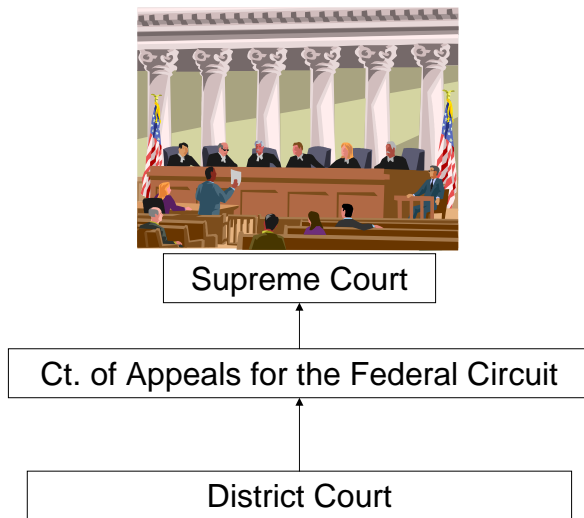 Supreme Court
Ct. of Appeals for the Federal Circuit
District Court